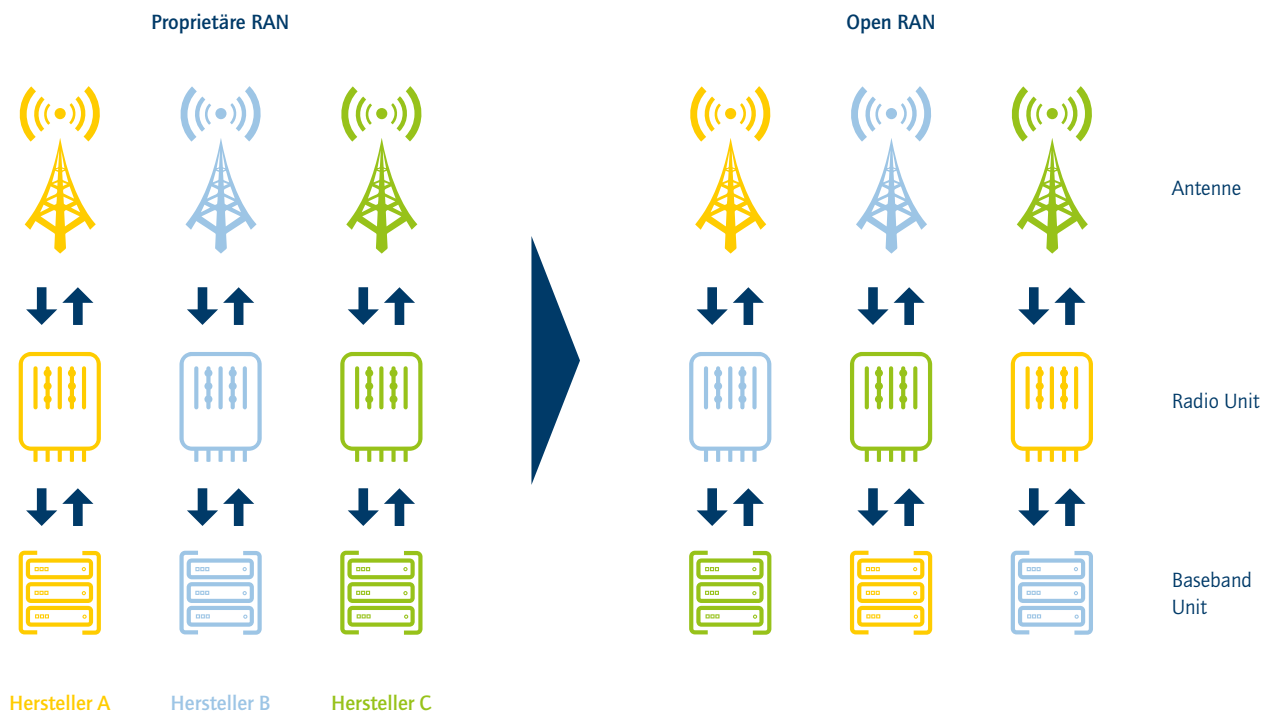 Proprietäre RAN
Open RAN
Antenne
Radio Unit
Baseband
Unit
Hersteller A
Hersteller B
Hersteller C